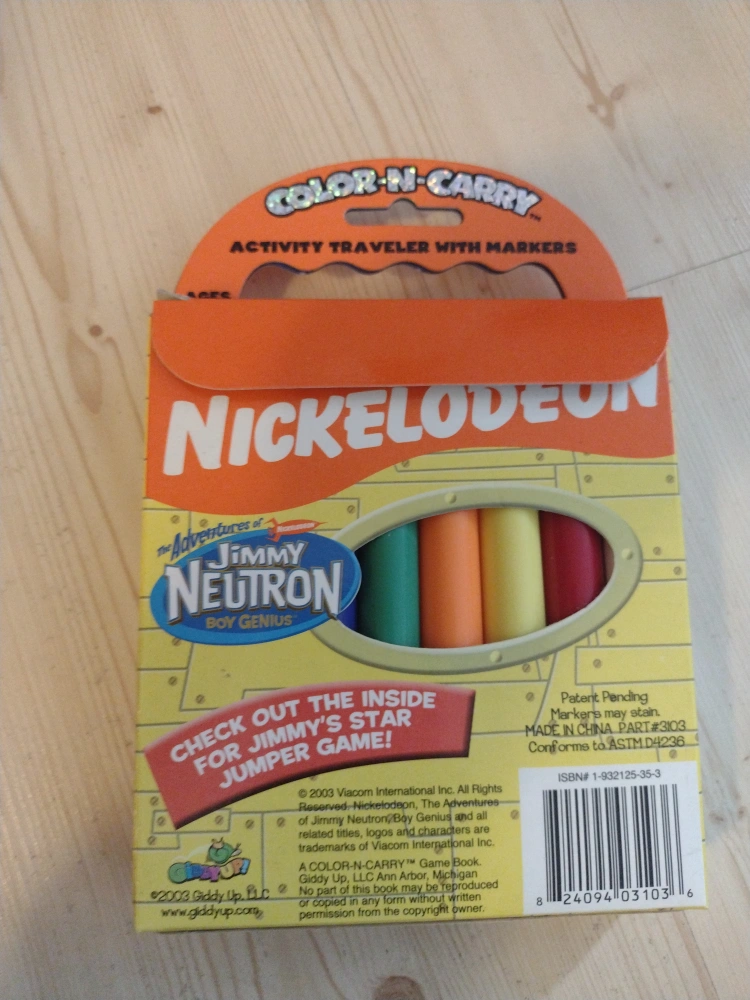 COLOR-N-CARRY™
ACTIVITY TRAVELER WITH MARKERS
AGES
NICKELODEON
The Adventures of
NICKELODEON
JIMMY
NEUTRON
BOY GENIUS
CHECK OUT THE INSIDE
FOR JIMMY'S STAR
JUMPER GAME!
Patent Pending
Markers may stain.
MADE IN CHINA PART#3103
Conforms to ASTM D4236
ISBN# 1-932125-35-3
© 2003 Viacom International Inc. All Rights
Reserved. Nickelodeon, The Adventures
of Jimmy Neutron, Boy Genius and all
related titles, logos and characters are
trademarks of Viacom International Inc.
A COLOR-N-CARRY™ Game Book.
Giddy Up, LLC Ann Arbor, Michigan
No part of this book may be reproduced
or copied in any form without written
permission from the copyright owner.
GIDDYUP!
©2003 Giddy Up, LLC
www.giddyup.com
8 24094 03103 6